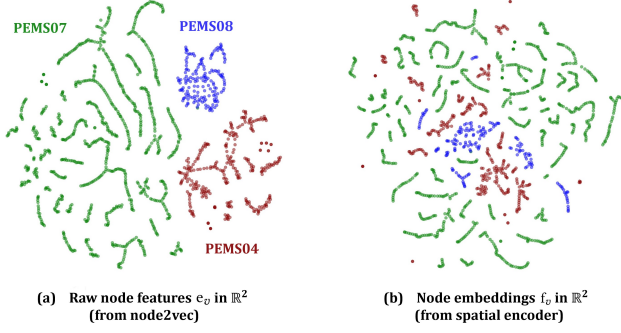 PEMS07
PEMS08
PEMS04
(a) Raw node features e_v in ℝ²
(from node2vec)
(b) Node embeddings f_v in ℝ²
(from spatial encoder)